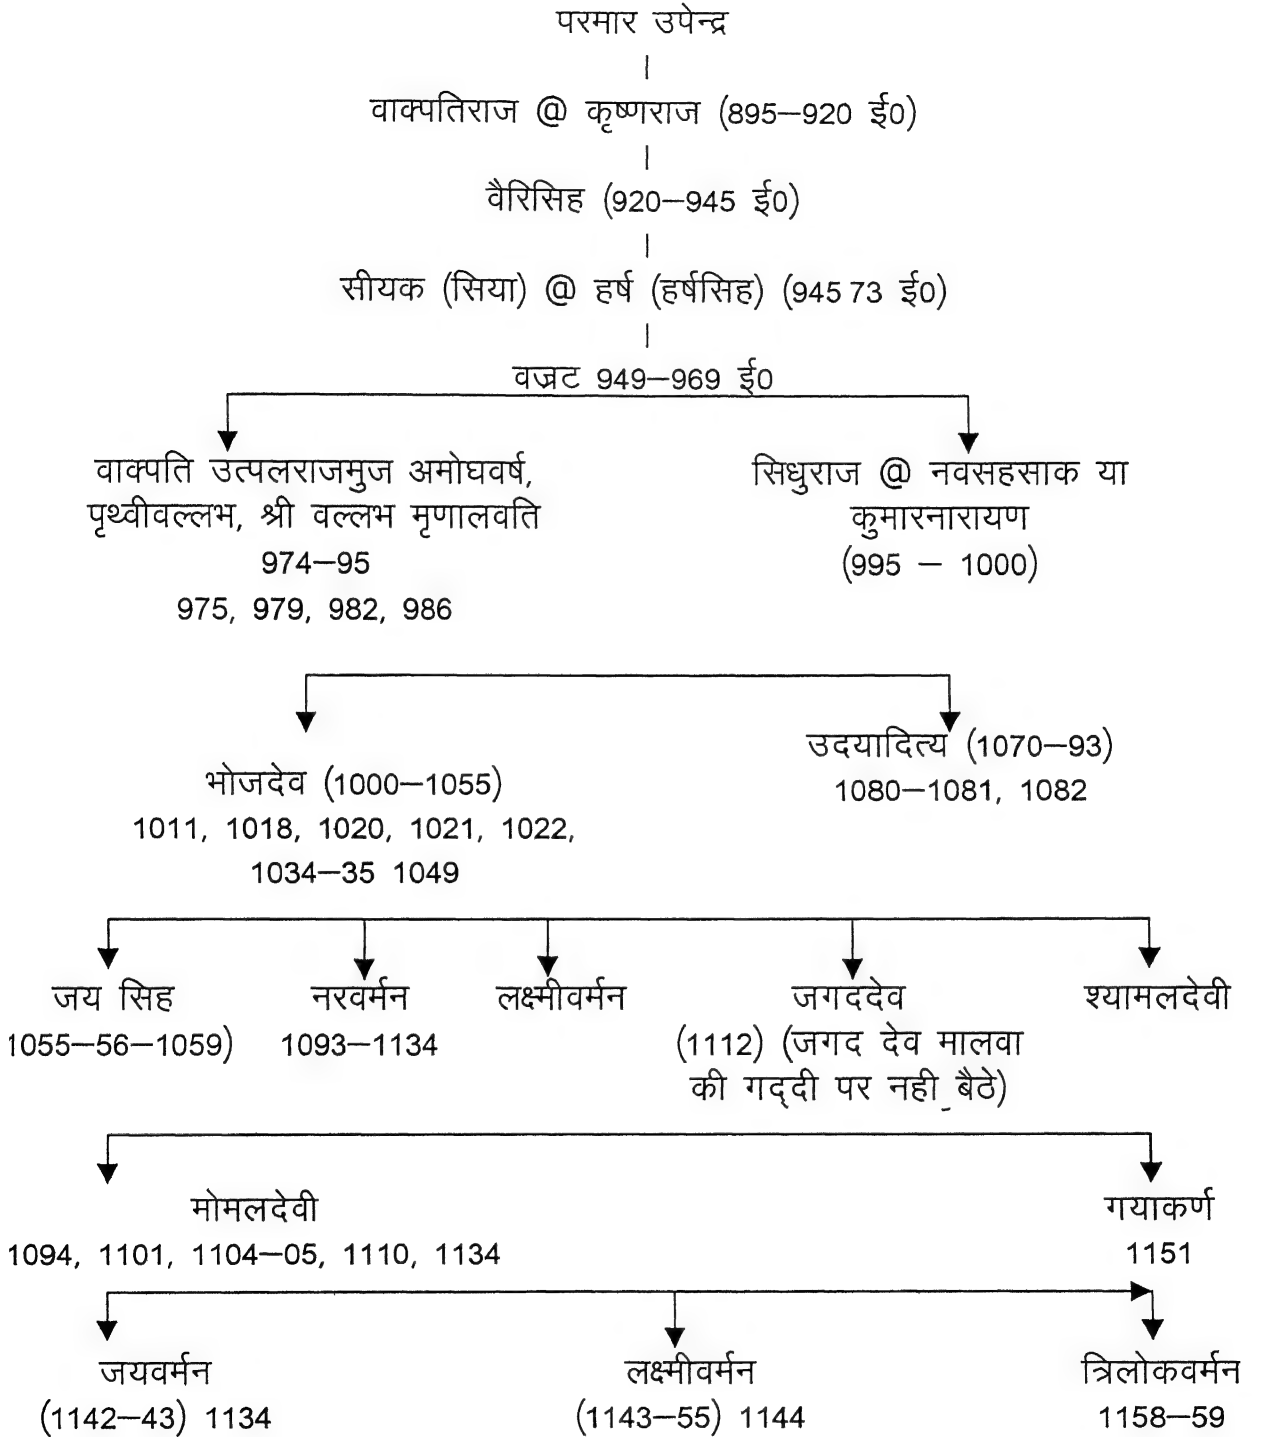 परमार उपेन्द्र
वाक्पतिराज @ कृष्णराज (895–920 ई0)
वैरिसिह (920–945 ई0)
सीयक (सिया) @ हर्ष (हर्षसिह) (945 73 ई0)
वज्रट 949–969 ई0
वाक्पति उत्पलराजमुज अमोघवर्ष,
पृथ्वीवल्लभ, श्री वल्लभ मृणालवति
974–95
975, 979, 982, 986
सिधुराज @ नवसहसाक या
कुमारनारायण
(995 – 1000)
भोजदेव (1000–1055)
1011, 1018, 1020, 1021, 1022,
1034–35 1049
उदयादित्य (1070–93)
1080–1081, 1082
जय सिह
1055–56–1059)
नरवर्मन
1093–1134
लक्ष्मीवर्मन
जगददेव
(1112) (जगद देव मालवा
की गद्दी पर नही बैठे)
श्यामलदेवी
मोमलदेवी
1094, 1101, 1104–05, 1110, 1134
गयाकर्ण
1151
जयवर्मन
(1142–43) 1134
लक्ष्मीवर्मन
(1143–55) 1144
त्रिलोकवर्मन
1158–59